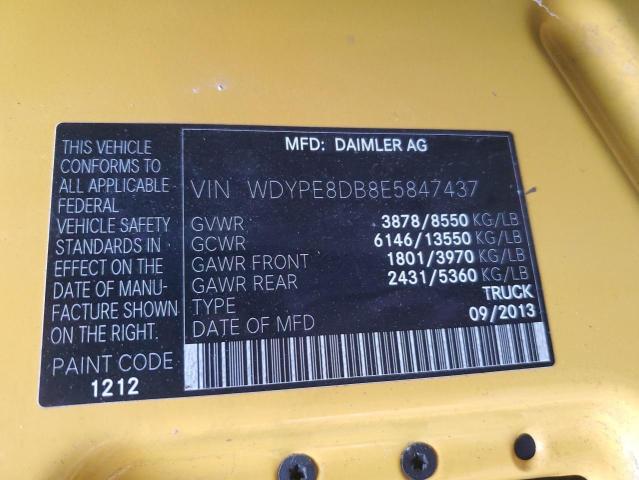 THIS VEHICLE
CONFORMS TO
ALL APPLICABLE
FEDERAL
VEHICLE SAFETY
STANDARDS IN
EFFECT ON THE
DATE OF MANU-
FACTURE SHOWN
ON THE RIGHT.
PAINT CODE
1212
MFD: DAIMLER AG
VIN WDYPE8DB8E5847437
GVWR 3878/8550 KG/LB
GCWR 6146/13550 KG/LB
GAWR FRONT 1801/3970 KG/LB
GAWR REAR 2431/5360 KG/LB
TYPE TRUCK
DATE OF MFD 09/2013